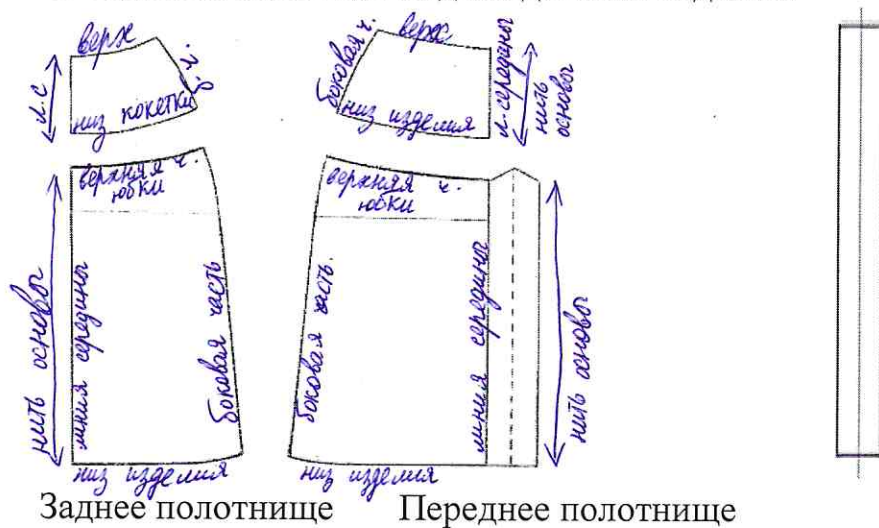 верх
л.с
б.ч.
низ кокетки
верхняя ч.
юбки
нить основы
линия середины
боковая часть
низ изделия
Заднее полотнище
боковая ч.
верх
низ изделия
л. середины
нить
основы
верхняя ч.
юбки
боковая часть.
линия середины
нить основы
низ изделия
Переднее полотнище